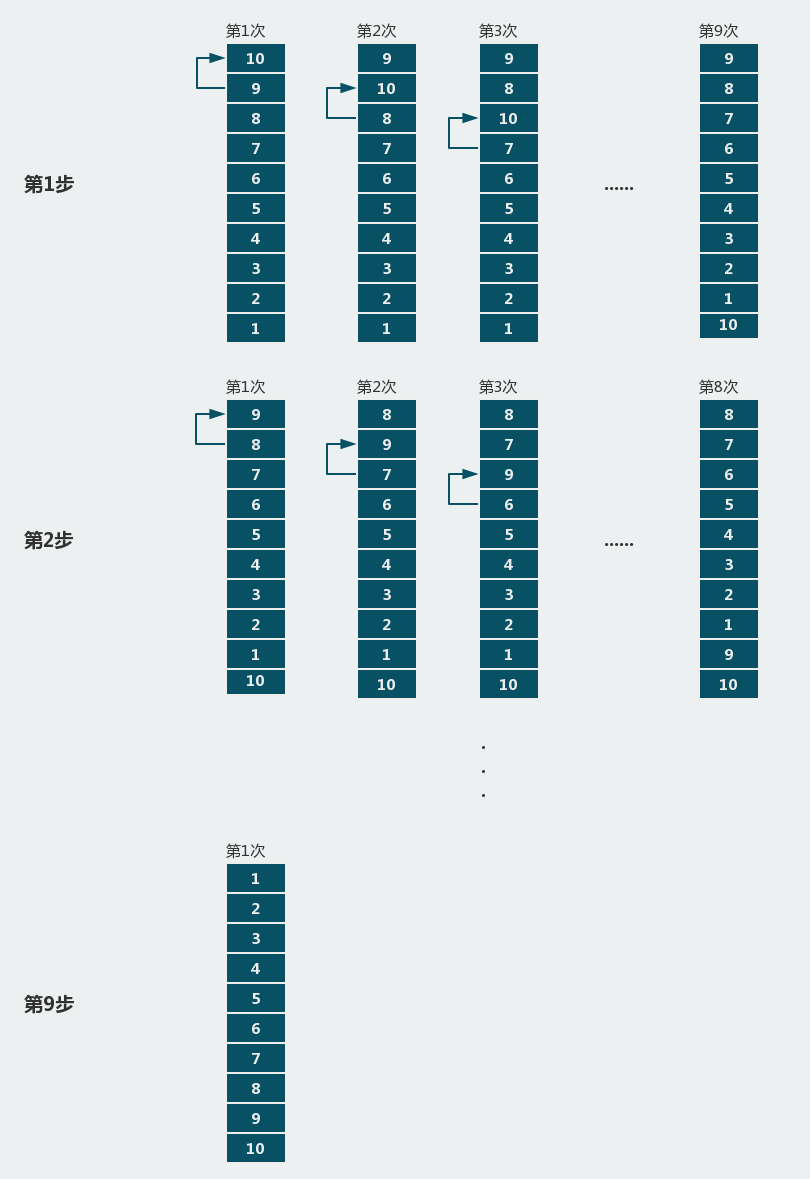 第1次 第2次 第3次 第9次
10 9 9 9
9 10 8 8
8 8 10 7
7 7 7 6
第1步 6 6 6 ...... 5
5 5 5 4
4 4 4 3
3 3 3 2
2 2 2 1
1 1 1 10
第1次 第2次 第3次 第8次
9 8 8 8
8 9 7 7
7 7 9 6
6 6 6 5
第2步 5 5 5 ...... 4
4 4 4 3
3 3 3 2
2 2 2 1
1 1 1 9
10 10 10 10
.
.
.
第1次
1
2
3
4
第9步 5
6
7
8
9
10